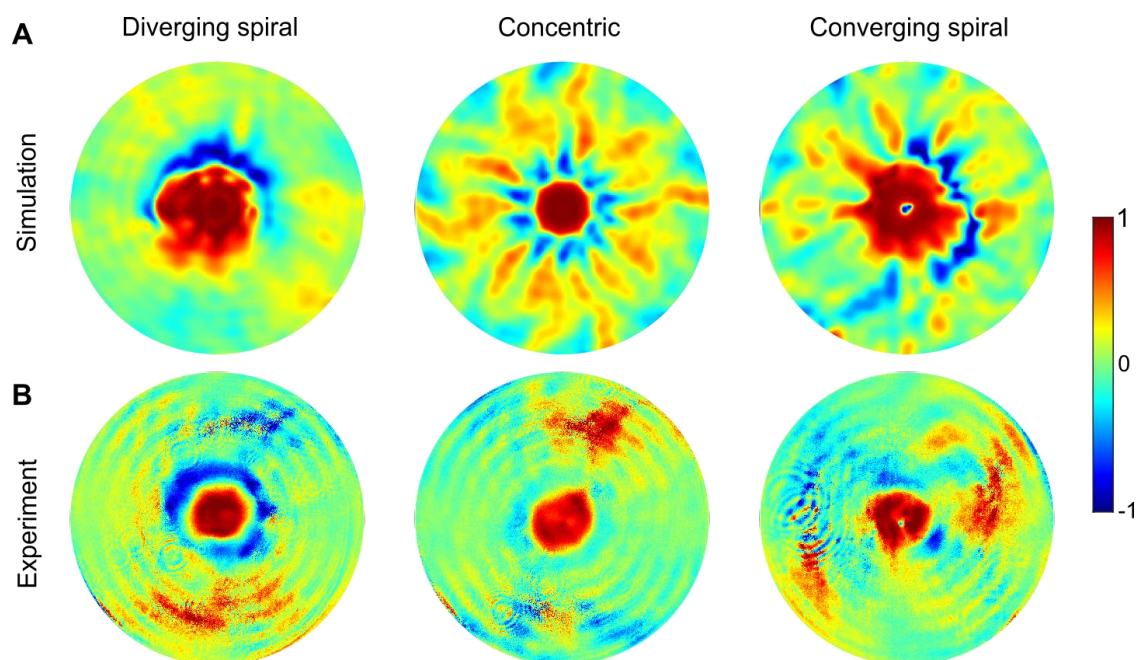 A
Diverging spiral
Concentric
Converging spiral
Simulation
1
0
-1
B
Experiment